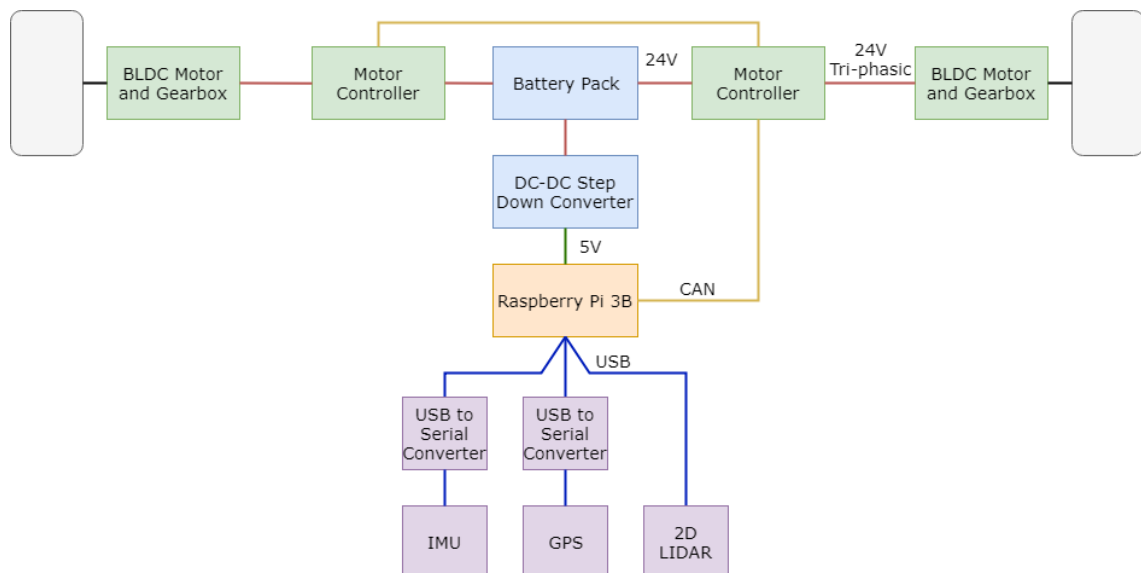 BLDC Motor
and Gearbox
Motor
Controller
Battery Pack
24V
Motor
Controller
24V
Tri-phasic
BLDC Motor
and Gearbox
DC-DC Step
Down Converter
5V
Raspberry Pi 3B
CAN
USB
USB to
Serial
Converter
USB to
Serial
Converter
IMU
GPS
2D
LIDAR